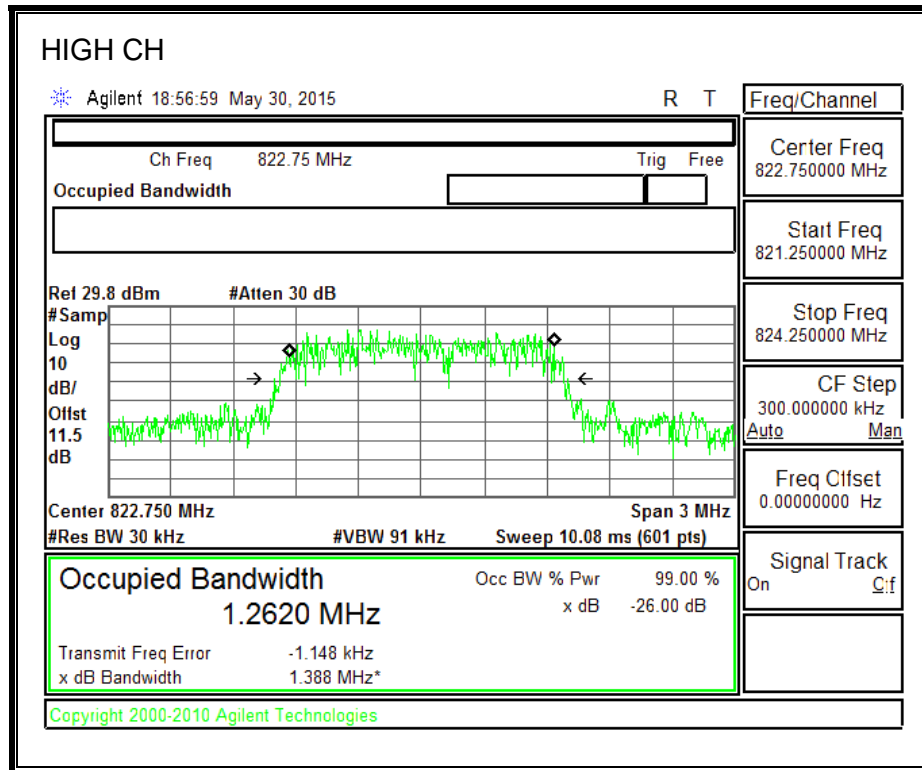 HIGH CH
Agilent 18:56:59 May 30, 2015 R T
Freq/Channel
Ch Freq 822.75 MHz Trig Free
Occupied Bandwidth
Center Freq
822.750000 MHz
Start Freq
821.250000 MHz
Stop Freq
824.250000 MHz
CF Step
300.000000 kHz
Auto Man
Freq Offset
0.00000000 Hz
Signal Track
On Off
Ref 29.8 dBm #Atten 30 dB
#Samp
Log
10
dB/
Offst
11.5
dB
Center 822.750 MHz Span 3 MHz
#Res BW 30 kHz #VBW 91 kHz Sweep 10.08 ms (601 pts)
Occupied Bandwidth Occ BW % Pwr 99.00 %
1.2620 MHz x dB -26.00 dB
Transmit Freq Error -1.148 kHz
x dB Bandwidth 1.388 MHz*
Copyright 2000-2010 Agilent Technologies